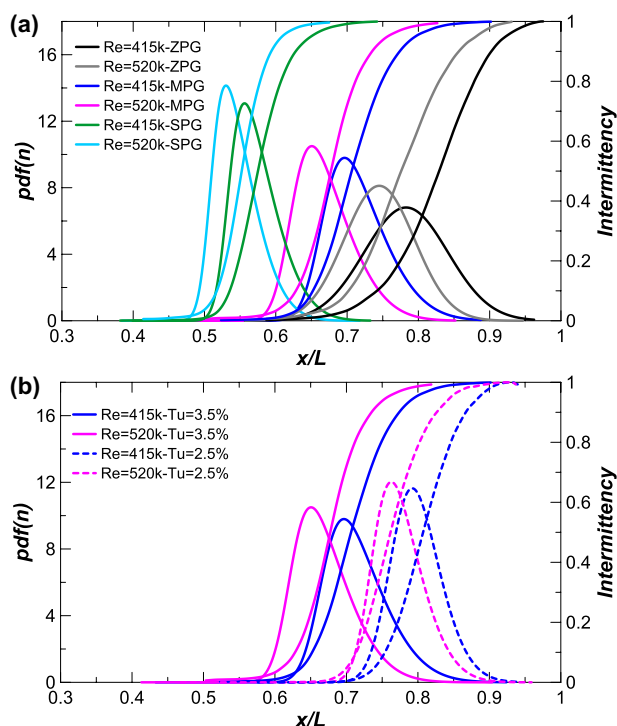 (a)
18
12
8
4
0
pdf(n)
Re=415k-ZPG
Re=520k-ZPG
Re=415k-MPG
Re=520k-MPG
Re=415k-SPG
Re=520k-SPG
1
0.8
0.6
0.4
0.2
0
Intermittency
0.3 0.4 0.5 0.6 0.7 0.8 0.9 1
x/L
(b)
18
12
8
4
0
pdf(n)
Re=415k-Tu=3.5%
Re=520k-Tu=3.5%
Re=415k-Tu=2.5%
Re=520k-Tu=2.5%
1
0.8
0.6
0.4
0.2
0
Intermittency
0.3 0.4 0.5 0.6 0.7 0.8 0.9 1
x/L